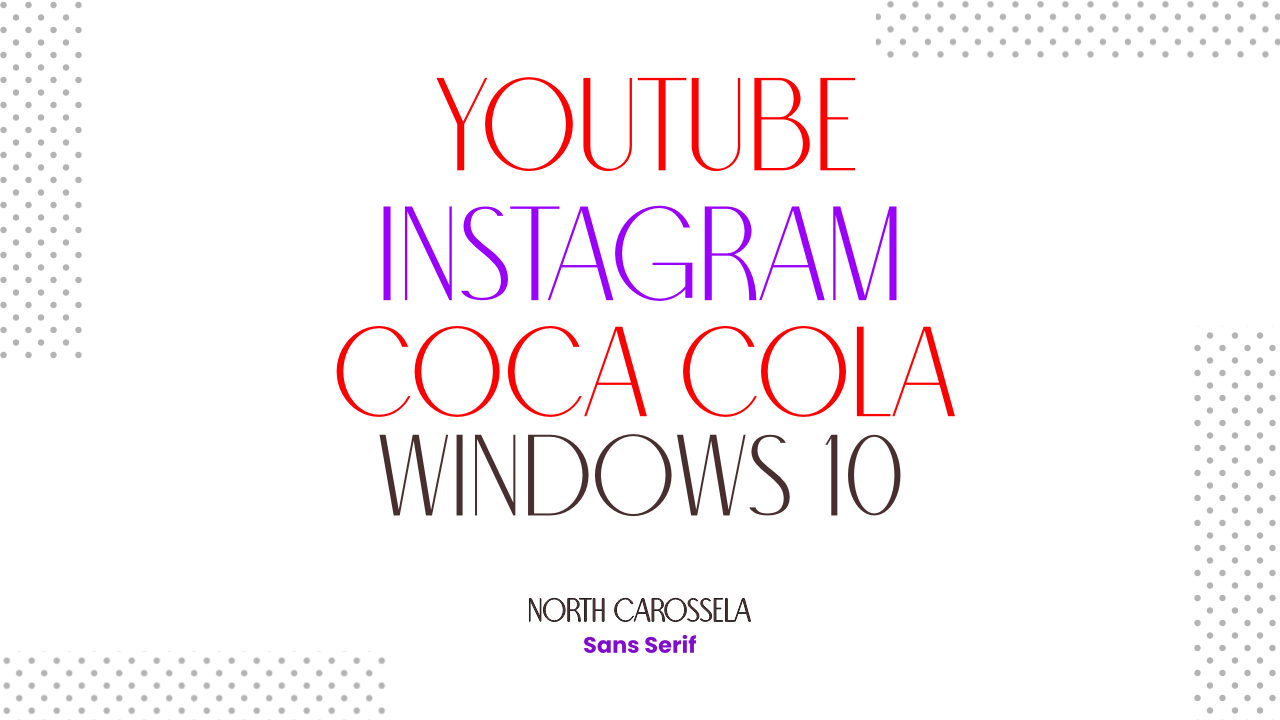 YOUTUBE
INSTAGRAM
COCA COLA
WINDOWS 10
NORTH CAROSSELA
Sans Serif